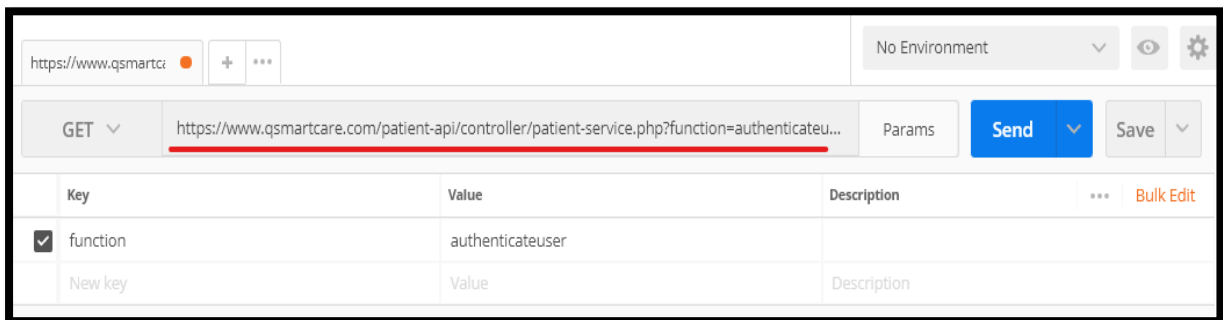 No Environment
https://www.qsmartca
+ •••
GET https://www.qsmartcare.com/patient-api/controller/patient-service.php?function=authenticateu... Params Send Save
Key Value Description ••• Bulk Edit
function authenticateuser
New key Value Description